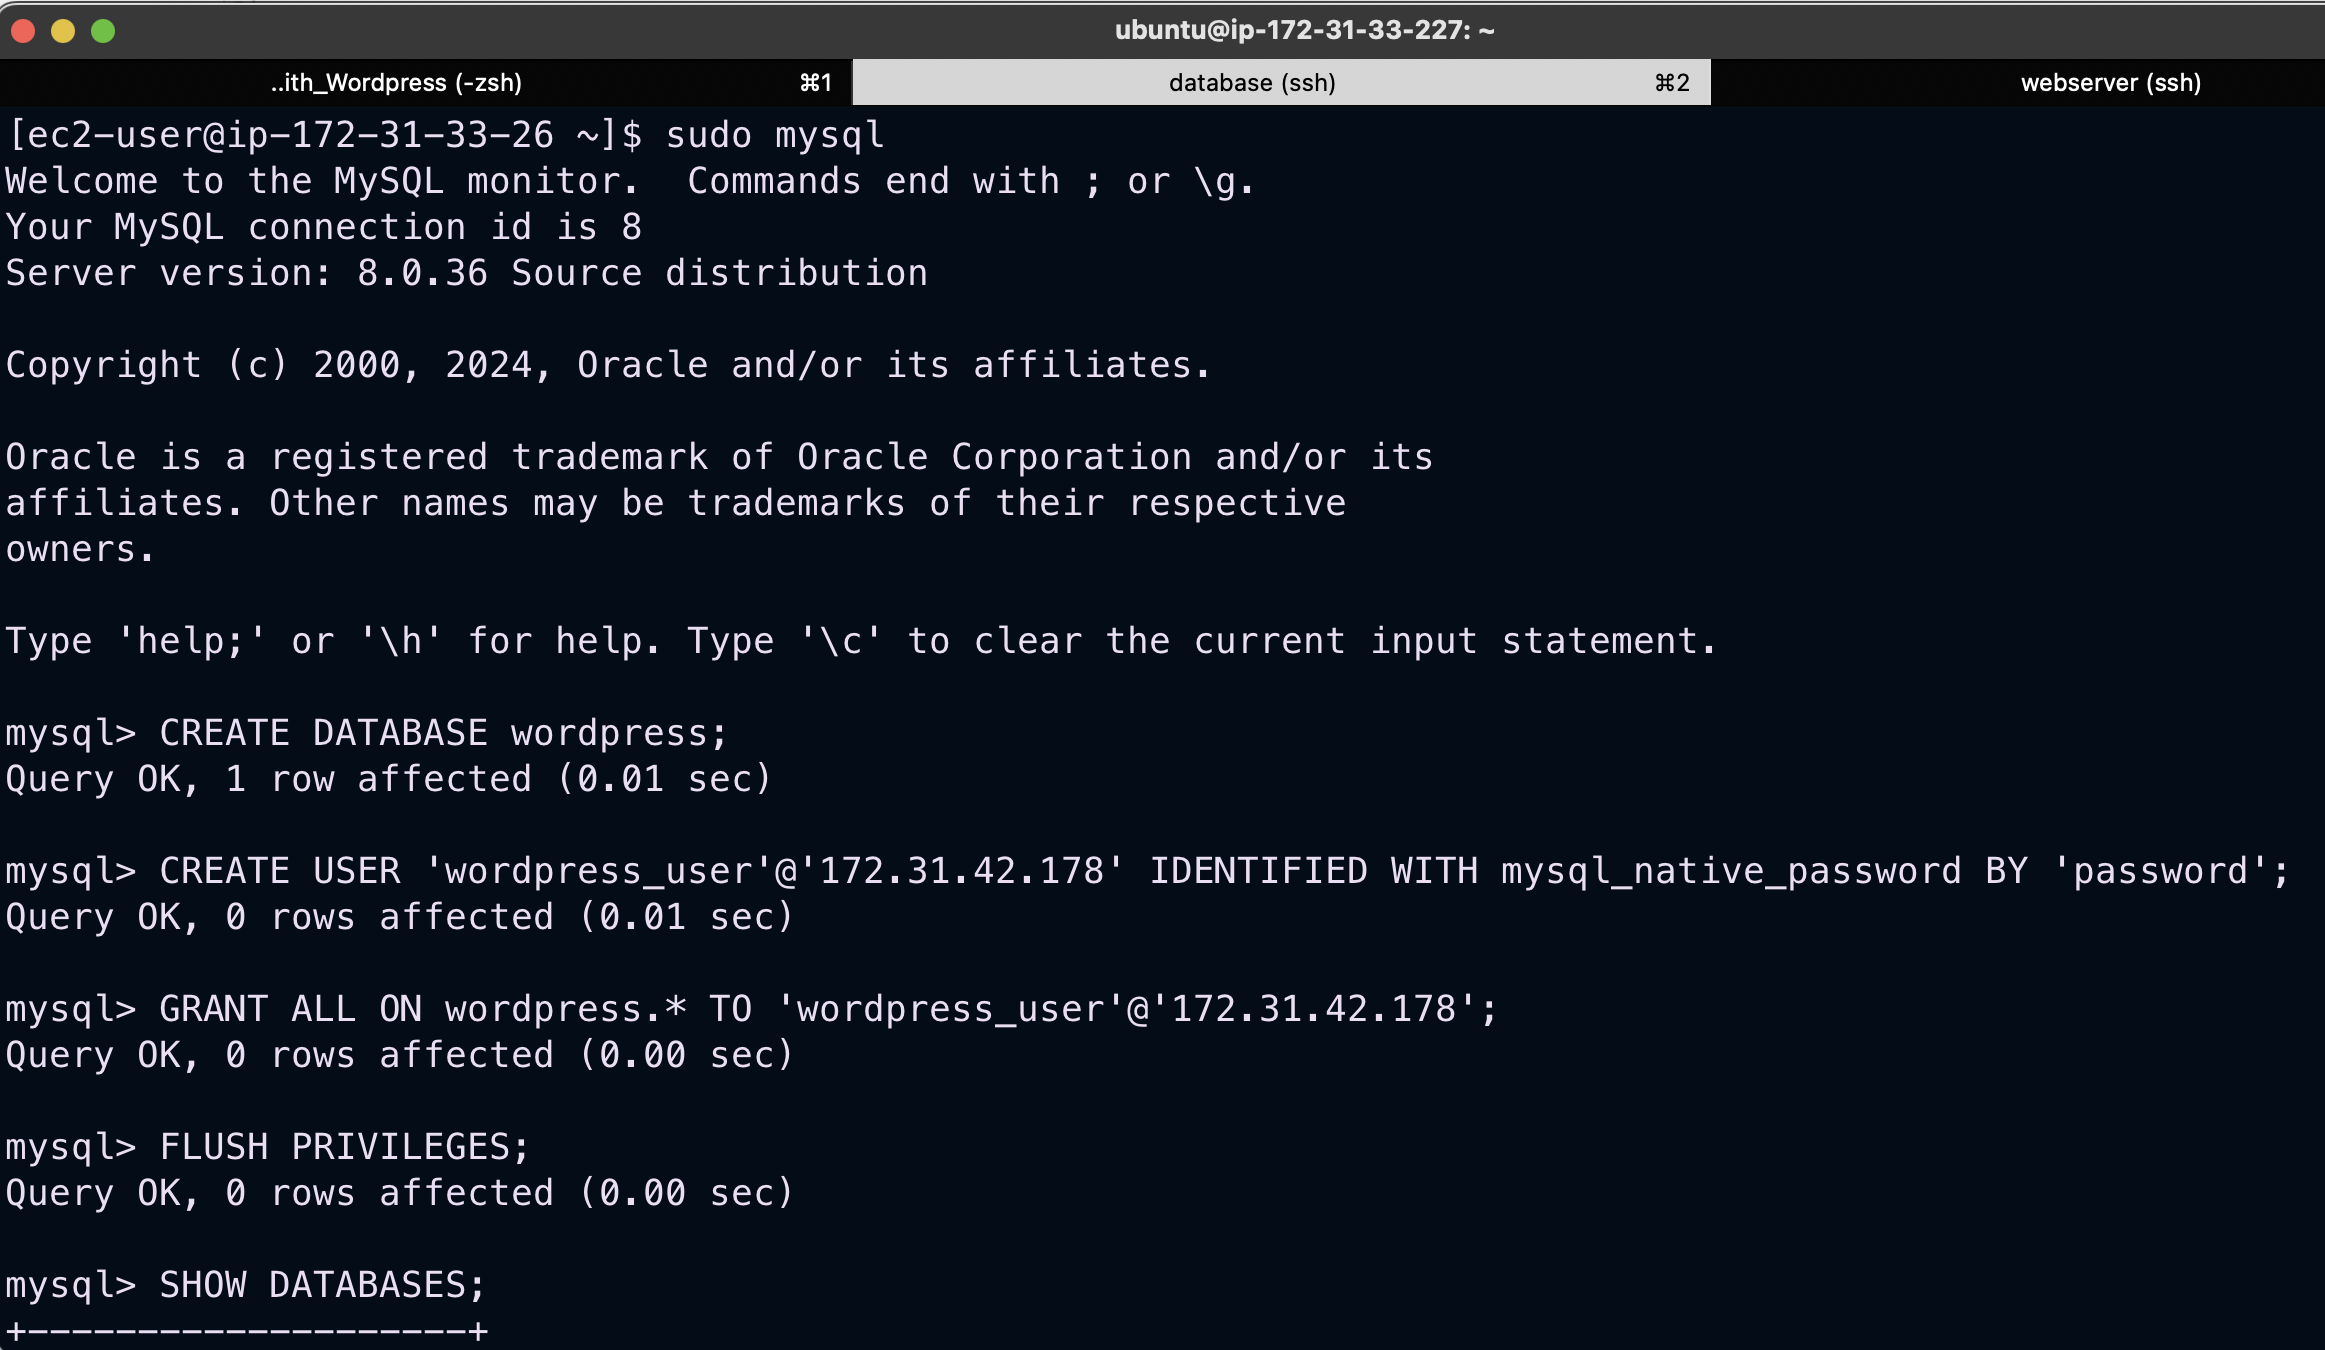 ubuntu@ip-172-31-33-227: ~
..ith_Wordpress (-zsh) ⌘1 database (ssh) ⌘2 webserver (ssh)
[ec2-user@ip-172-31-33-26 ~]$ sudo mysql
Welcome to the MySQL monitor.  Commands end with ; or \g.
Your MySQL connection id is 8
Server version: 8.0.36 Source distribution
Copyright (c) 2000, 2024, Oracle and/or its affiliates.
Oracle is a registered trademark of Oracle Corporation and/or its
affiliates. Other names may be trademarks of their respective
owners.
Type 'help;' or '\h' for help. Type '\c' to clear the current input statement.
mysql> CREATE DATABASE wordpress;
Query OK, 1 row affected (0.01 sec)
mysql> CREATE USER 'wordpress_user'@'172.31.42.178' IDENTIFIED WITH mysql_native_password BY 'password';
Query OK, 0 rows affected (0.01 sec)
mysql> GRANT ALL ON wordpress.* TO 'wordpress_user'@'172.31.42.178';
Query OK, 0 rows affected (0.00 sec)
mysql> FLUSH PRIVILEGES;
Query OK, 0 rows affected (0.00 sec)
mysql> SHOW DATABASES;
+--------------------+